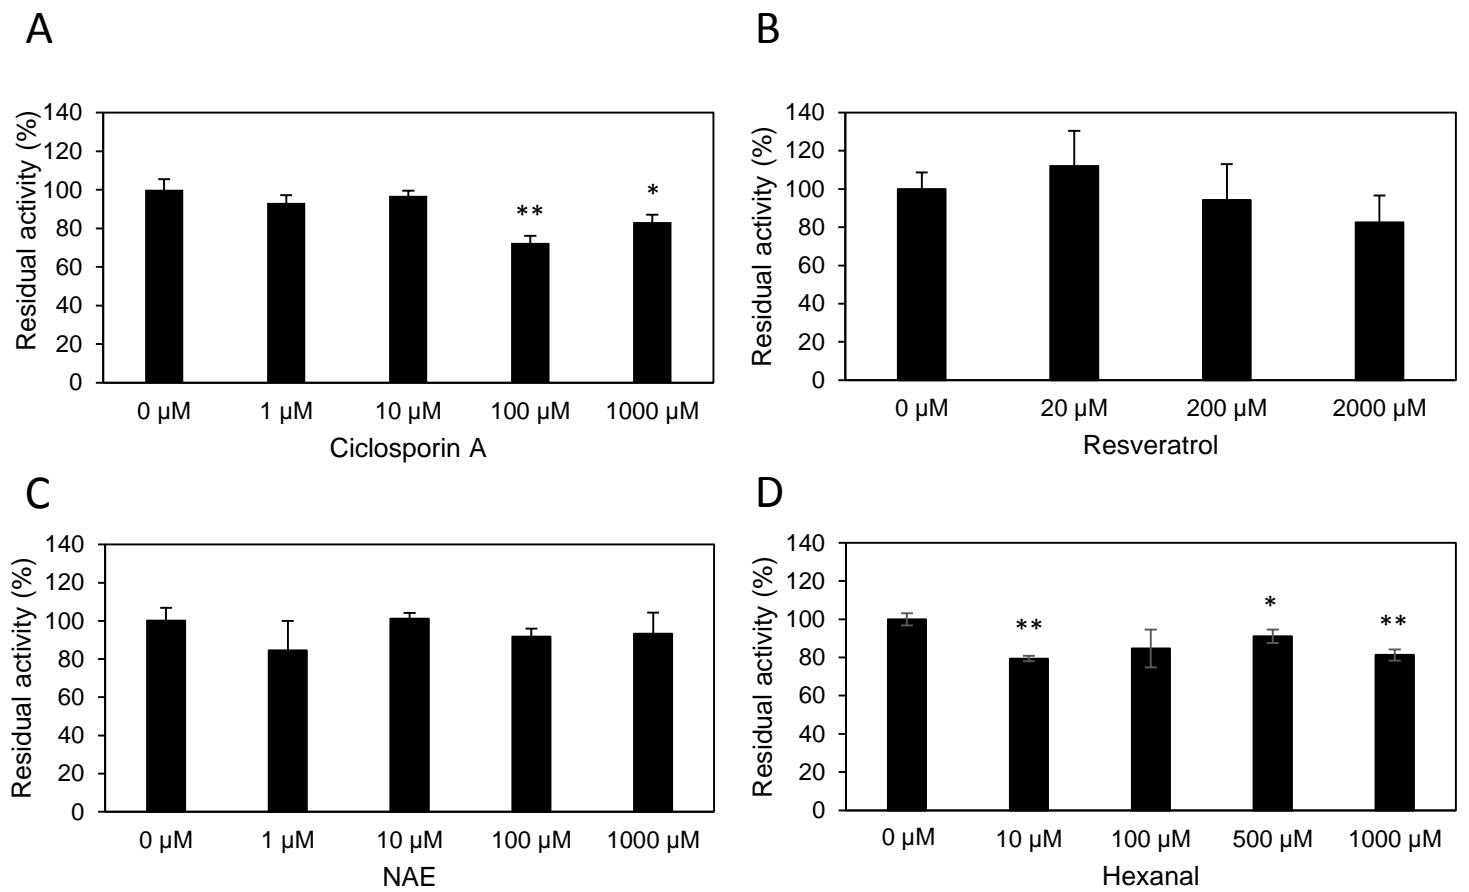 A
Residual activity (%)
140
120
100
80
60
40
20
0
** *
0 µM 1 µM 10 µM 100 µM 1000 µM
Ciclosporin A
B
Residual activity (%)
140
120
100
80
60
40
20
0
0 µM 20 µM 200 µM 2000 µM
Resveratrol
C
Residual activity (%)
140
120
100
80
60
40
20
0
0 µM 1 µM 10 µM 100 µM 1000 µM
NAE
D
Residual activity (%)
140
120
100
80
60
40
20
0
** * **
0 µM 10 µM 100 µM 500 µM 1000 µM
Hexanal